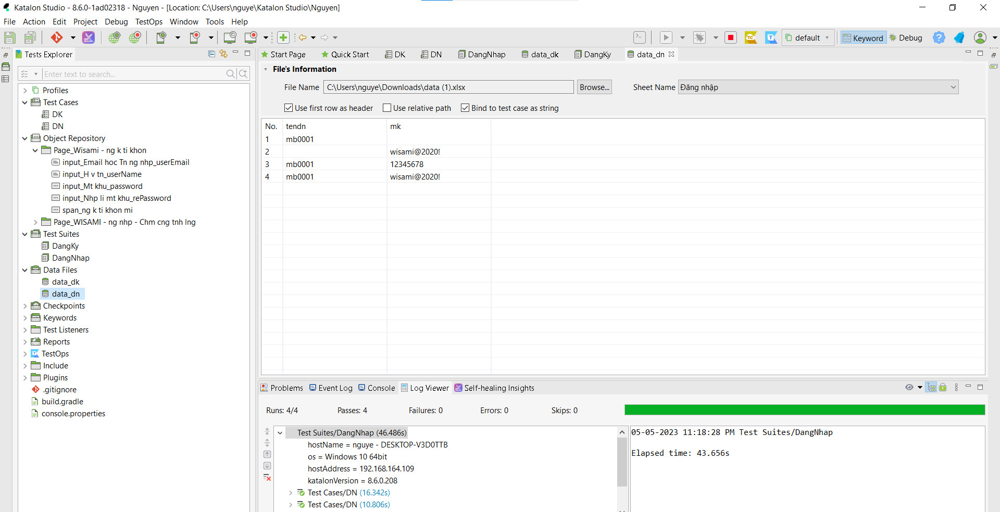 Katalon Studio - 8.6.0-1ad02318 - Nguyen - [Location: C:\Users\nguye\Katalon Studio\Nguyen]
File Action Edit Project Debug TestOps Window Tools Help
default Keyword Debug
Tests Explorer
Start Page Quick Start DK DN DangNhap data_dk DangKy data_dn
Enter text to search...
Profiles
Test Cases
DK
DN
Object Repository
Page_Wisami - ng k ti khon
input_Email hoc Tn ng nhp_userEmail
input_H v tn_userName
input_Mt khu_password
input_Nhp li mt khu_rePassword
span_ng k ti khon mi
Page_WISAMI - ng nhp - Chm cng tnh lng
Test Suites
DangKy
DangNhap
Data Files
data_dk
data_dn
Checkpoints
Keywords
Test Listeners
Reports
TestOps
Include
Plugins
.gitignore
build.gradle
console.properties
File's Information
File Name C:\Users\nguye\Downloads\data (1).xlsx Browse... Sheet Name Đăng nhập
Use first row as header Use relative path Bind to test case as string
No. tendn mk
1 mb0001
2 wisami@2020!
3 mb0001 12345678
4 mb0001 wisami@2020!
Problems Event Log Console Log Viewer Self-healing Insights
Runs: 4/4 Passes: 4 Failures: 0 Errors: 0 Skips: 0
Test Suites/DangNhap (46.486s)
hostName = nguye - DESKTOP-V3D0TTB
os = Windows 10 64bit
hostAddress = 192.168.164.109
katalonVersion = 8.6.0.208
Test Cases/DN (16.342s)
Test Cases/DN (10.806s)
05-05-2023 11:18:28 PM Test Suites/DangNhap
Elapsed time: 43.656s